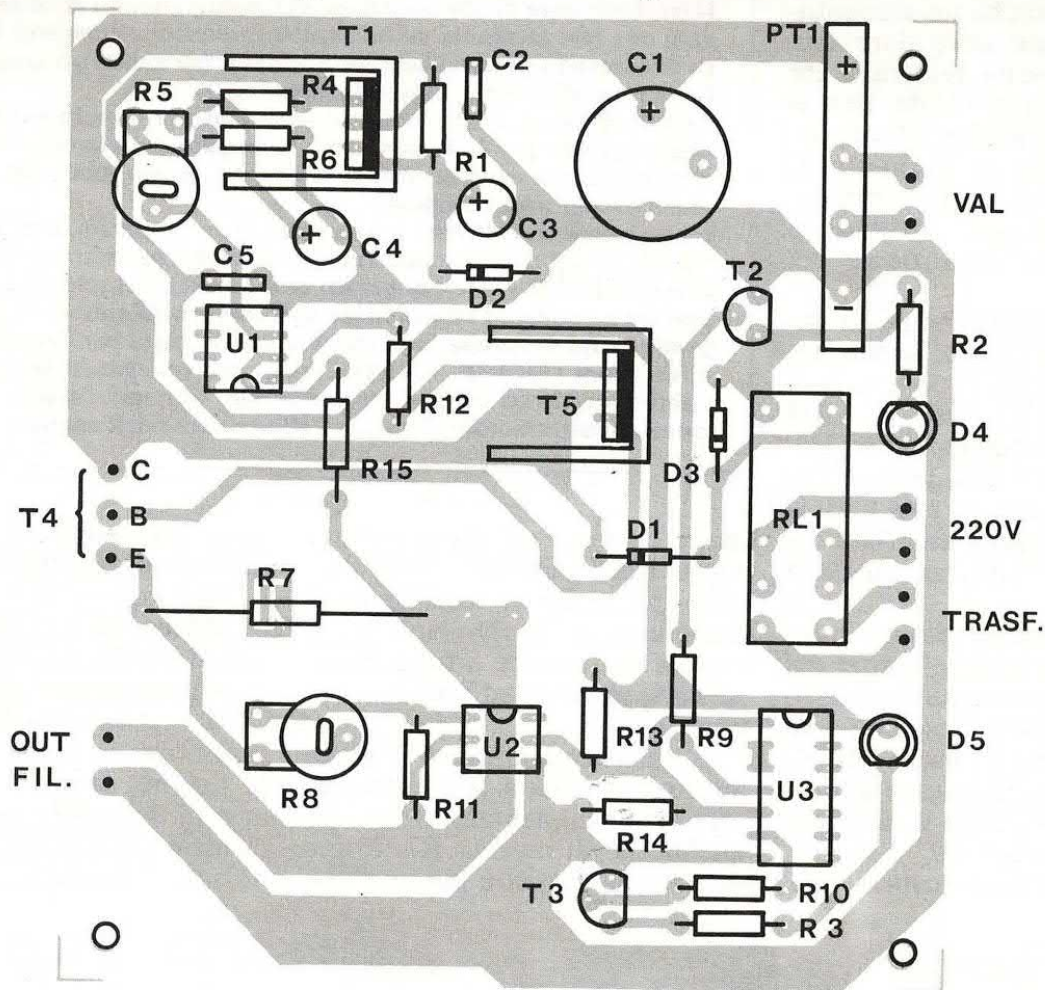 T1
PT1
+
C2
C1
R5
R4
+
R6
R1
VAL
+
C3
+
C4
C5
T2
D2
−
U1
R2
R12
T5
D4
C
R15
D3
T4
B
D1
RL1
220V
E
R7
TRASF.
OUT
U2
R13
R9
D5
FIL.
R8
R11
U3
R14
T3
R10
R3